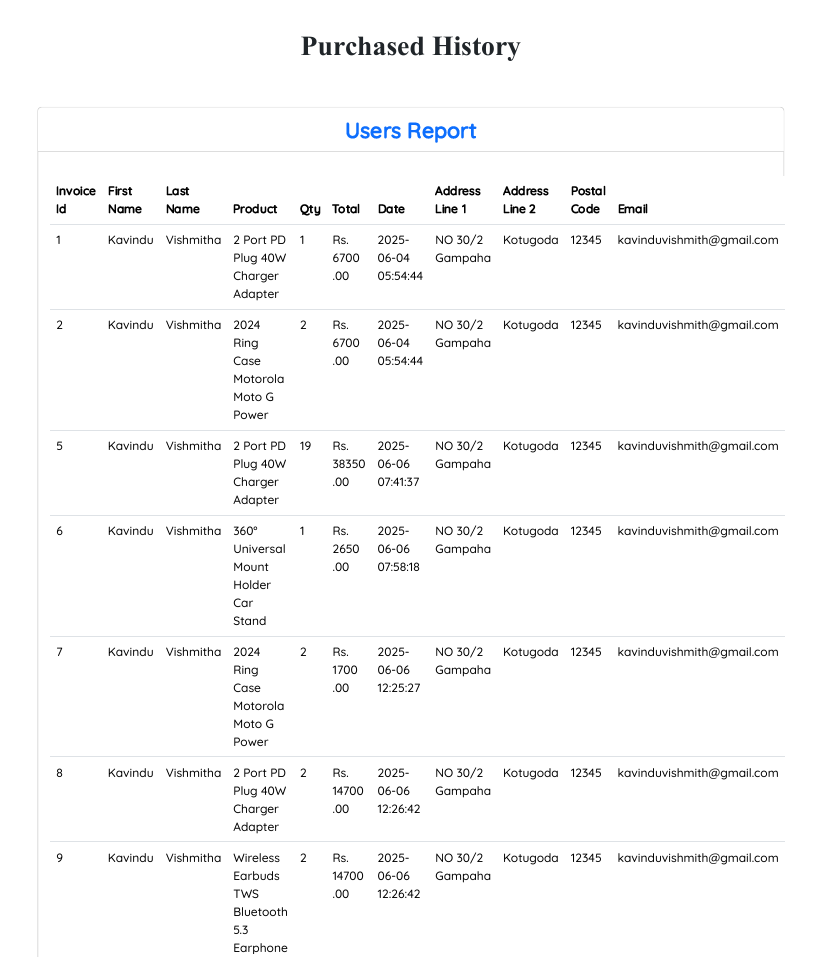 Purchased History
Users Report
Invoice Id First Name Last Name Product Qty Total Date Address Line 1 Address Line 2 Postal Code Email
1 Kavindu Vishmitha 2 Port PD Plug 40W Charger Adapter 1 Rs. 6700 .00 2025-06-04 05:54:44 NO 30/2 Gampaha Kotugoda 12345 kavinduvishmith@gmail.com
2 Kavindu Vishmitha 2024 Ring Case Motorola Moto G Power 2 Rs. 6700 .00 2025-06-04 05:54:44 NO 30/2 Gampaha Kotugoda 12345 kavinduvishmith@gmail.com
5 Kavindu Vishmitha 2 Port PD Plug 40W Charger Adapter 19 Rs. 38350 .00 2025-06-06 07:41:37 NO 30/2 Gampaha Kotugoda 12345 kavinduvishmith@gmail.com
6 Kavindu Vishmitha 360° Universal Mount Holder Car Stand 1 Rs. 2650 .00 2025-06-06 07:58:18 NO 30/2 Gampaha Kotugoda 12345 kavinduvishmith@gmail.com
7 Kavindu Vishmitha 2024 Ring Case Motorola Moto G Power 2 Rs. 1700 .00 2025-06-06 12:25:27 NO 30/2 Gampaha Kotugoda 12345 kavinduvishmith@gmail.com
8 Kavindu Vishmitha 2 Port PD Plug 40W Charger Adapter 2 Rs. 14700 .00 2025-06-06 12:26:42 NO 30/2 Gampaha Kotugoda 12345 kavinduvishmith@gmail.com
9 Kavindu Vishmitha Wireless Earbuds TWS Bluetooth 5.3 Earphone 2 Rs. 14700 .00 2025-06-06 12:26:42 NO 30/2 Gampaha Kotugoda 12345 kavinduvishmith@gmail.com